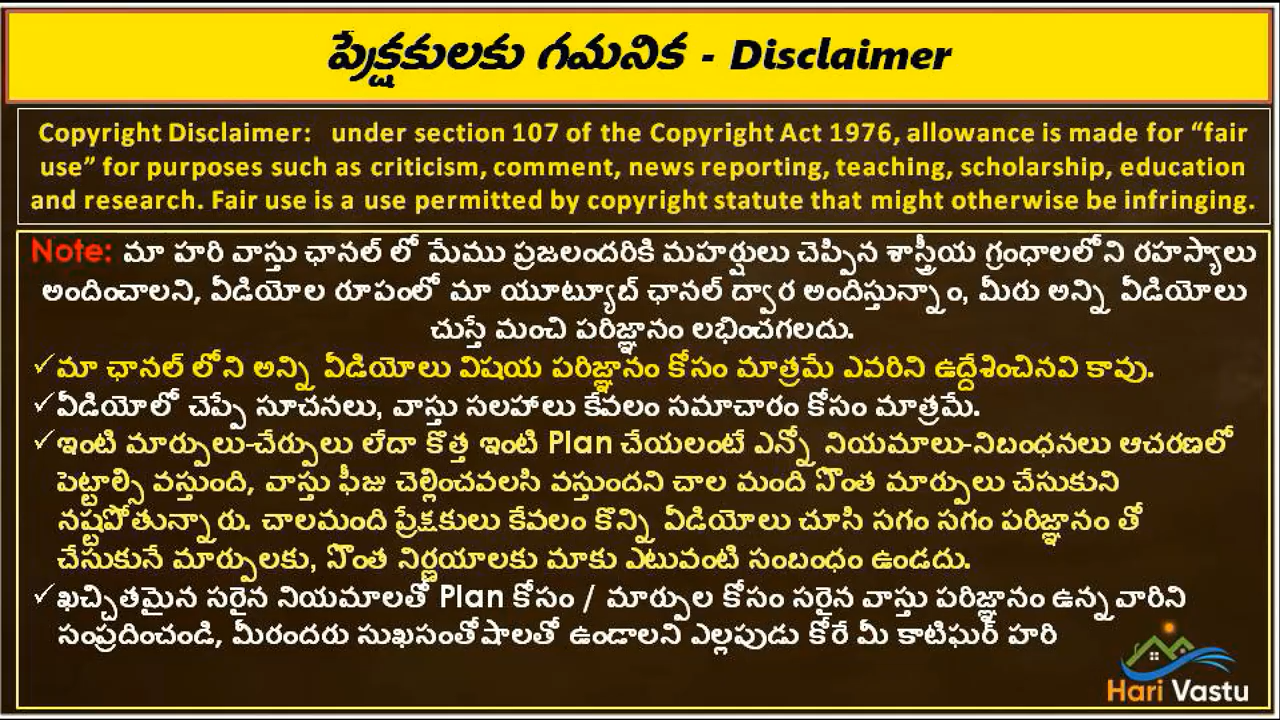 ప్రేక్షకులకు గమనిక - Disclaimer
Copyright Disclaimer: under section 107 of the Copyright Act 1976, allowance is made for “fair
use” for purposes such as criticism, comment, news reporting, teaching, scholarship, education
and research. Fair use is a use permitted by copyright statute that might otherwise be infringing.
Note: మా హరి వాస్తు ఛానల్ లో మేము ప్రజలందరికి మహర్షులు చెప్పిన శాస్త్రీయ గ్రంధాలలోని రహస్యాలు
అందించాలని, వీడియోల రూపంలో మా యూట్యూబ్ ఛానల్ ద్వార అందిస్తున్నాం, మీరు అన్ని వీడియోలు
చుస్తే మంచి పరిజ్ఞానం లభించగలదు.
✓మా ఛానల్ లోని అన్ని వీడియోలు విషయ పరిజ్ఞానం కోసం మాత్రమే ఎవరిని ఉద్దేశించినవి కావు.
✓వీడియోలో చెప్పే సూచనలు, వాస్తు సలహాలు కేవలం సమాచారం కోసం మాత్రమే.
✓ఇంటి మార్పులు-చేర్పులు లేదా కొత్త ఇంటి Plan చేయలంటే ఎన్నో నియమాలు-నిబంధనలు ఆచరణలో
పెట్టాల్సి వస్తుంది, వాస్తు ఫీజు చెల్లించవలసి వస్తుందని చాల మంది సొంత మార్పులు చేసుకుని
నష్టపోతున్నారు. చాలమంది ప్రేక్షకులు కేవలం కొన్ని వీడియోలు చూసి సగం సగం పరిజ్ఞానం తో
చేసుకునే మార్పులకు, సొంత నిర్ణయాలకు మాకు ఎటువంటి సంబంధం ఉండదు.
✓ఖచ్చితమైన సరైన నియమాలతో Plan కోసం / మార్పుల కోసం సరైన వాస్తు పరిజ్ఞానం ఉన్నవారిని
సంప్రదించండి, మీరందరు సుఖసంతోషాలతో ఉండాలని ఎల్లపుడు కోరే మీ కాటిఘర్ హరి
Hari Vastu